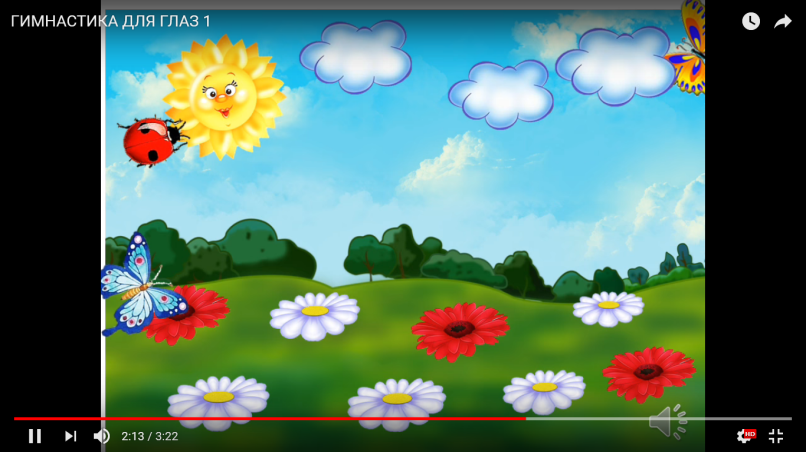 ГИМНАСТИКА ДЛЯ ГЛАЗ 1
2:13 / 3:22
HD